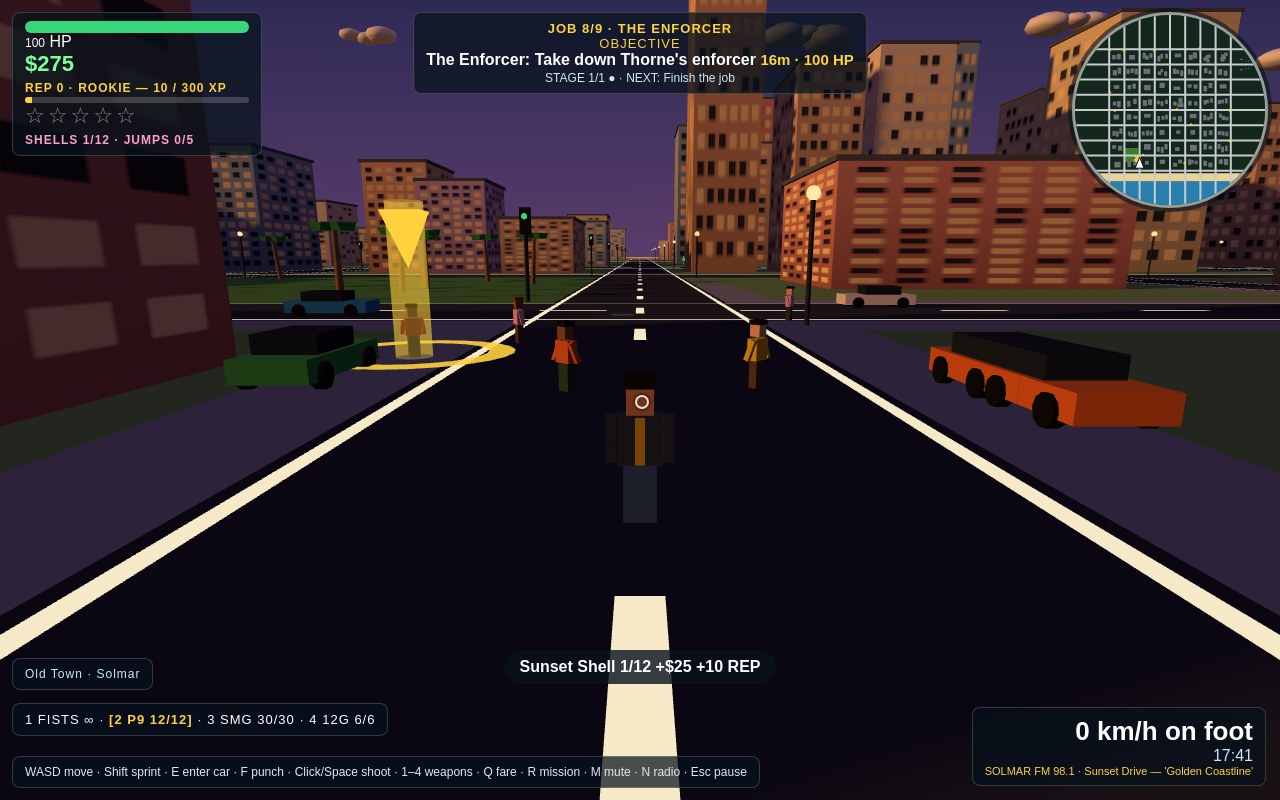 100 HP
$275
REP 0 · ROOKIE — 10 / 300 XP
☆☆☆☆☆
SHELLS 1/12 · JUMPS 0/5
JOB 8/9 · THE ENFORCER
OBJECTIVE
The Enforcer: Take down Thorne's enforcer 16m · 100 HP
STAGE 1/1 ● · NEXT: Finish the job
Sunset Shell 1/12 +$25 +10 REP
Old Town · Solmar
1 FISTS ∞ · [2 P9 12/12] · 3 SMG 30/30 · 4 12G 6/6
WASD move · Shift sprint · E enter car · F punch · Click/Space shoot · 1–4 weapons · Q fare · R mission · M mute · N radio · Esc pause
0 km/h on foot
17:41
SOLMAR FM 98.1 · Sunset Drive — 'Golden Coastline'